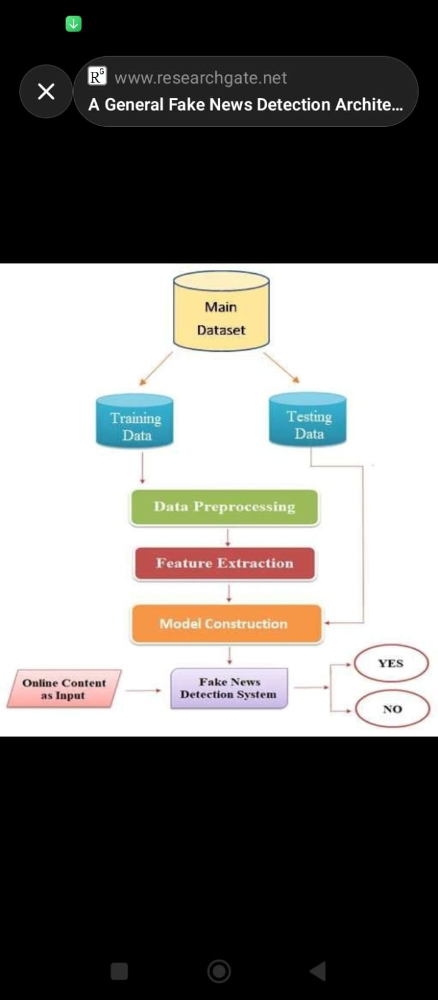 www.researchgate.net
A General Fake News Detection Archite...
Main
Dataset
Training
Data
Testing
Data
Data Preprocessing
Feature Extraction
Model Construction
Online Content
as Input
Fake News
Detection System
YES
NO